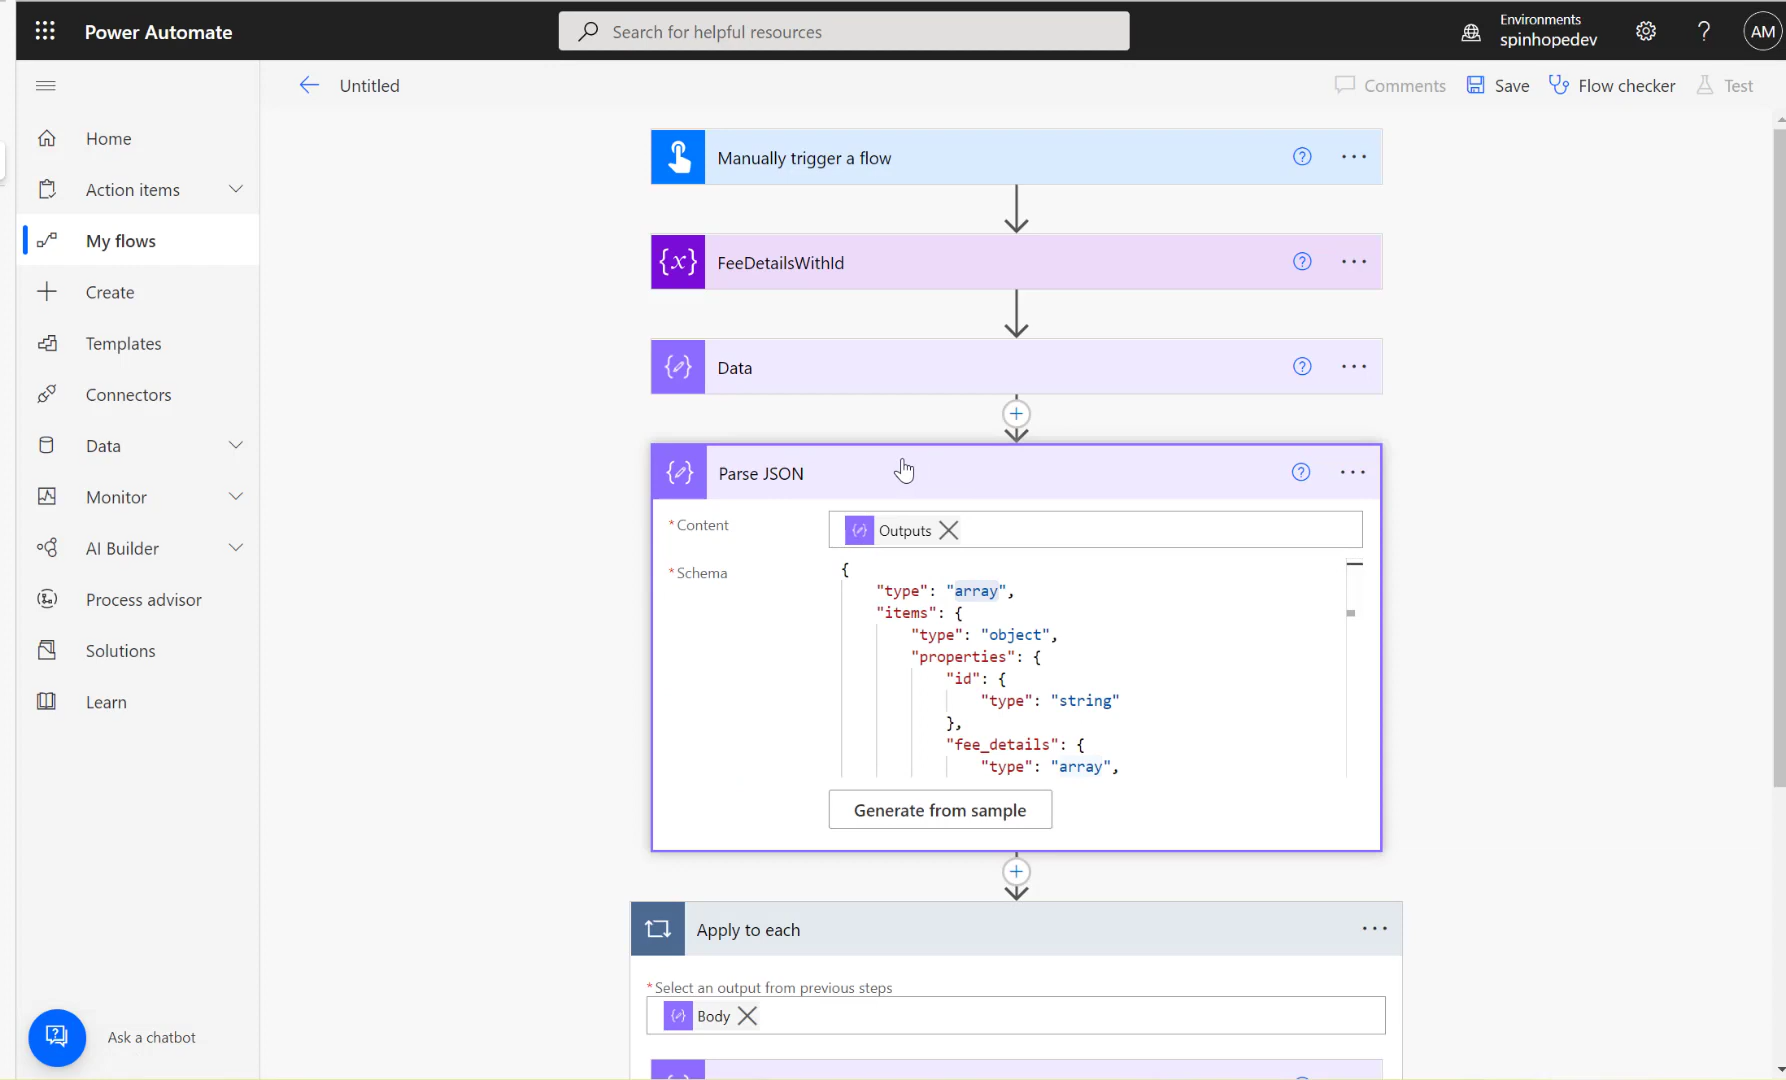 Power Automate
Search for helpful resources
Environments
spinhopedev
?
AM
Untitled
Comments
Save
Flow checker
Test
Home
Action items
My flows
Create
Templates
Connectors
Data
Monitor
AI Builder
Process advisor
Solutions
Learn
Ask a chatbot
Manually trigger a flow
?
...
{x}
FeeDetailsWithId
?
...
Data
?
...
Parse JSON
?
...
*Content
Outputs
*Schema
{
"type": "array",
"items": {
"type": "object",
"properties": {
"id": {
"type": "string"
},
"fee_details": {
"type": "array",
Generate from sample
Apply to each
...
*Select an output from previous steps
Body